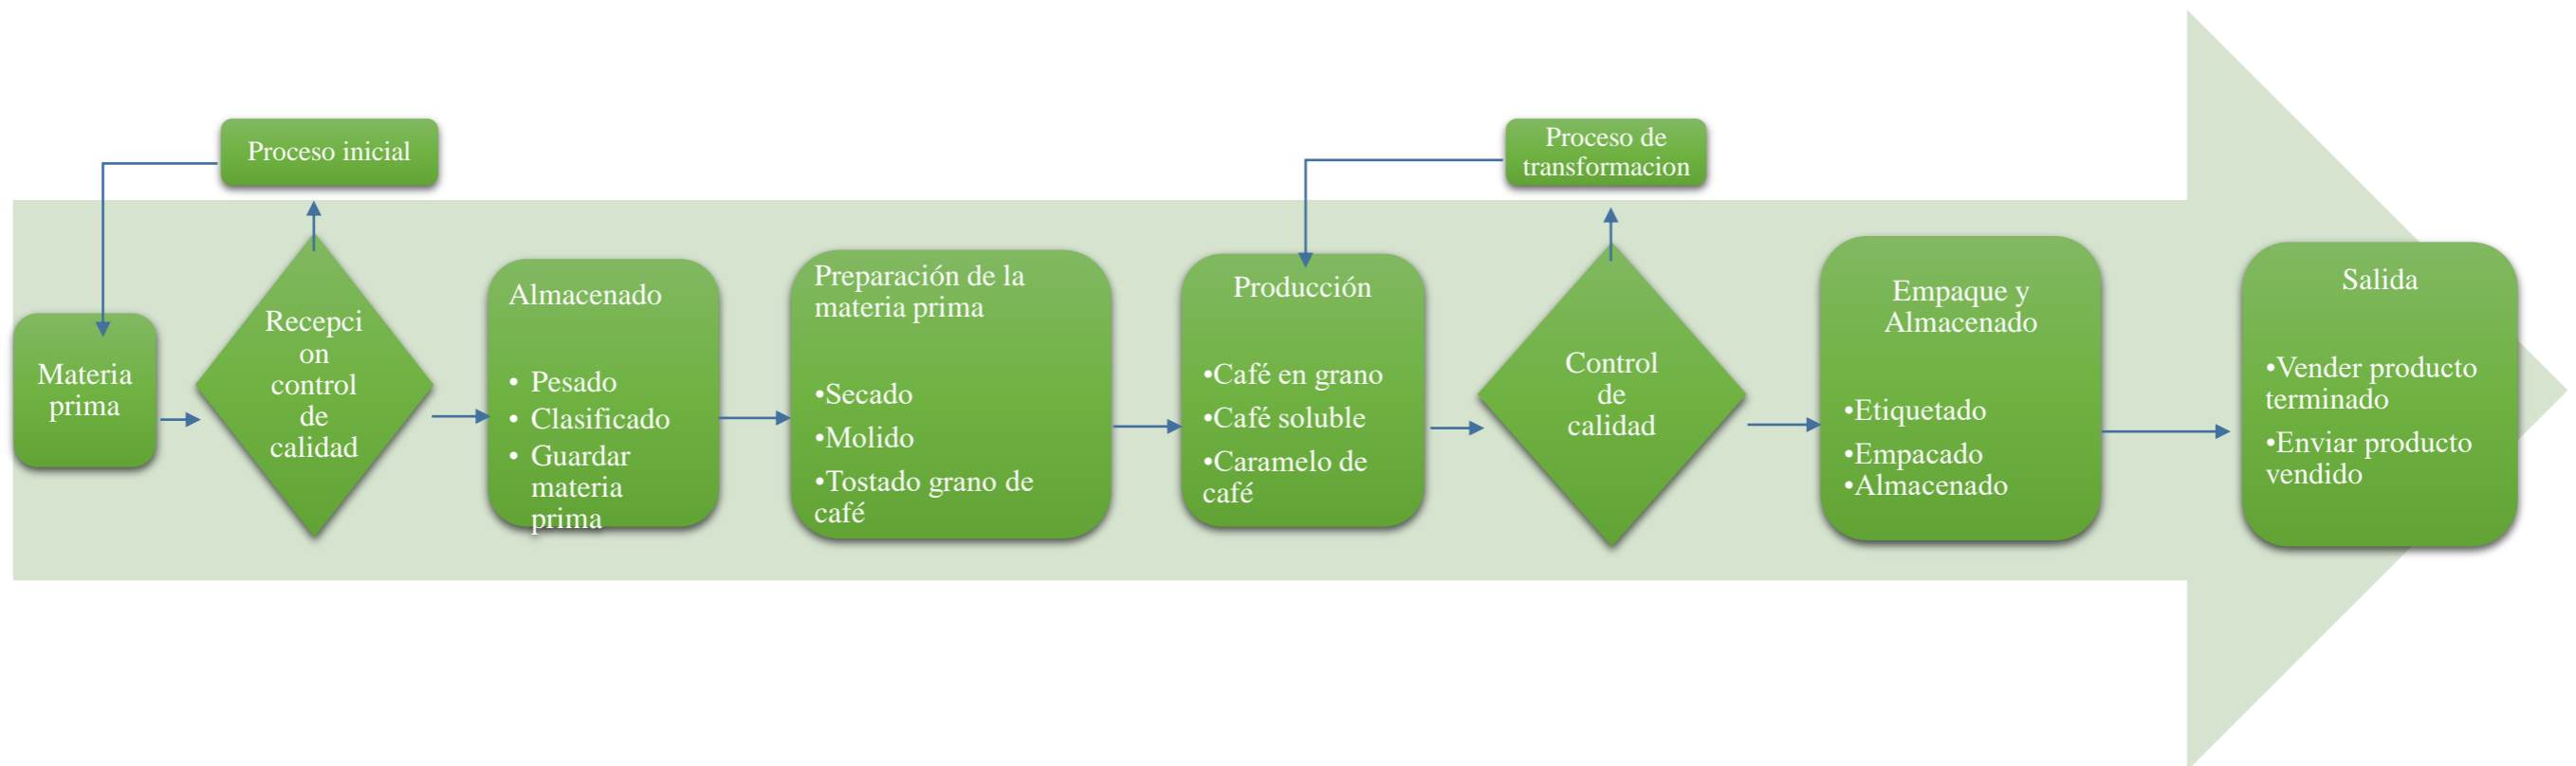 Proceso inicial
Proceso de
transformacion
Materia
prima
Recepci
on
control
de
calidad
Almacenado
• Pesado
• Clasificado
• Guardar
materia
prima
Preparación de la
materia prima
•Secado
•Molido
•Tostado grano de
café
Producción
•Café en grano
•Café soluble
•Caramelo de
café
Control
de
calidad
Empaque y
Almacenado
•Etiquetado
•Empacado
•Almacenado
Salida
•Vender producto
terminado
•Enviar producto
vendido